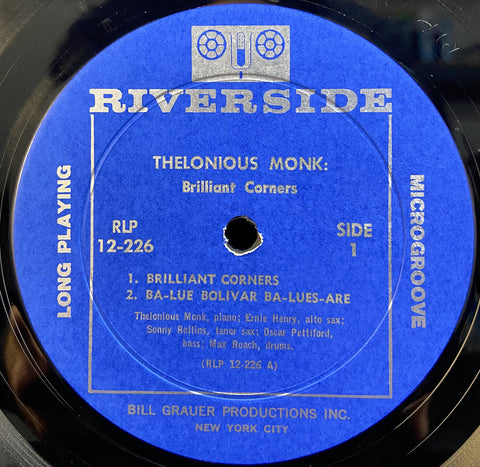 RIVERSIDE
THELONIOUS MONK:
Brilliant Corners
LONG PLAYING
RLP
12-226
SIDE
1
MICROGROOVE
1. BRILLIANT CORNERS
2. BA-LUE BOLIVAR BA-LUES-ARE
Thelonious Monk, piano; Ernie Henry, alto sax;
Sonny Rollins, tenor sax; Oscar Pettiford,
bass; Max Roach, drums.
(RLP 12-226 A)
BILL GRAUER PRODUCTIONS INC.
NEW YORK CITY